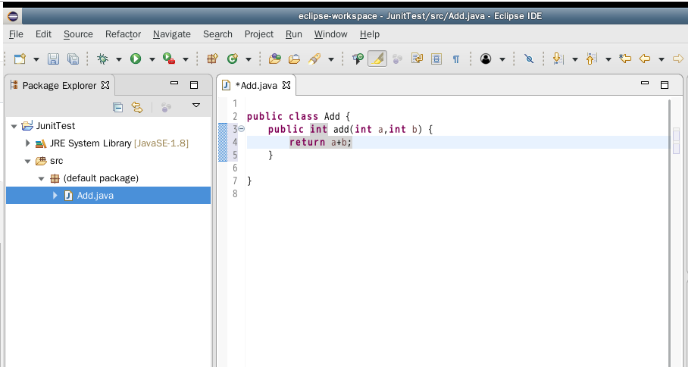 eclipse-workspace - JunitTest/src/Add.java - Eclipse IDE
File Edit Source Refactor Navigate Search Project Run Window Help
Package Explorer
*Add.java
JunitTest
JRE System Library [JavaSE-1.8]
src
(default package)
Add.java
1
2 public class Add {
3 public int add(int a,int b) {
4 return a+b;
5 }
6
7 }
8